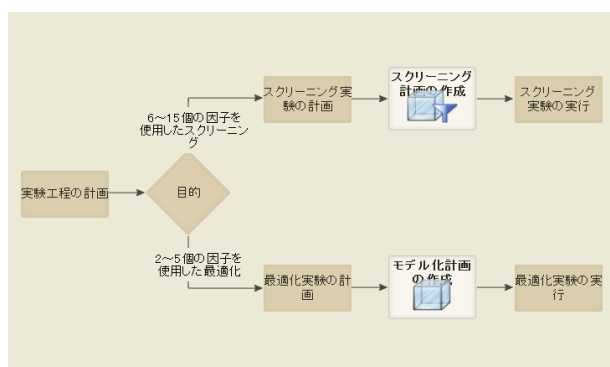 スクリーニング実
験の計画
スクリーニング
計画の作成
スクリーニング
実験の実行
6～15個の因子を
使用したスクリーニン
グ
実験工程の計画
目的
2～5個の因子を
使用した最適化
最適化実験の計
画
モデル化計画
の作成
最適化実験の実
行